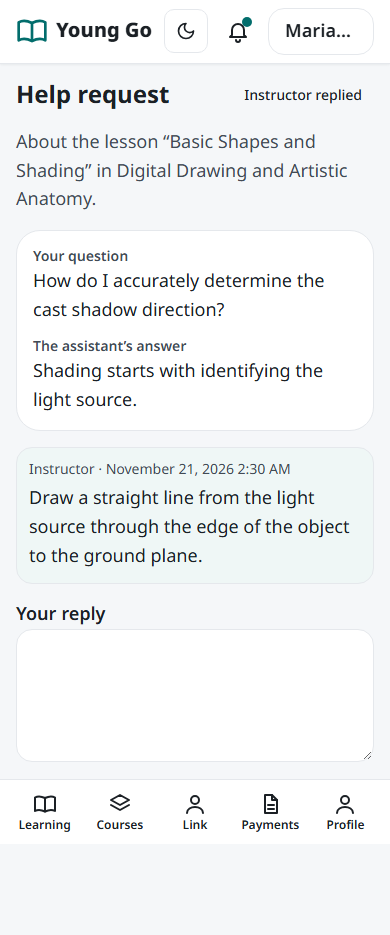 Young Go
Maria...
Help request
Instructor replied
About the lesson “Basic Shapes and
Shading” in Digital Drawing and Artistic
Anatomy.
Your question
How do I accurately determine the
cast shadow direction?
The assistant’s answer
Shading starts with identifying the
light source.
Instructor · November 21, 2026 2:30 AM
Draw a straight line from the light
source through the edge of the object
to the ground plane.
Your reply
Learning
Courses
Link
Payments
Profile